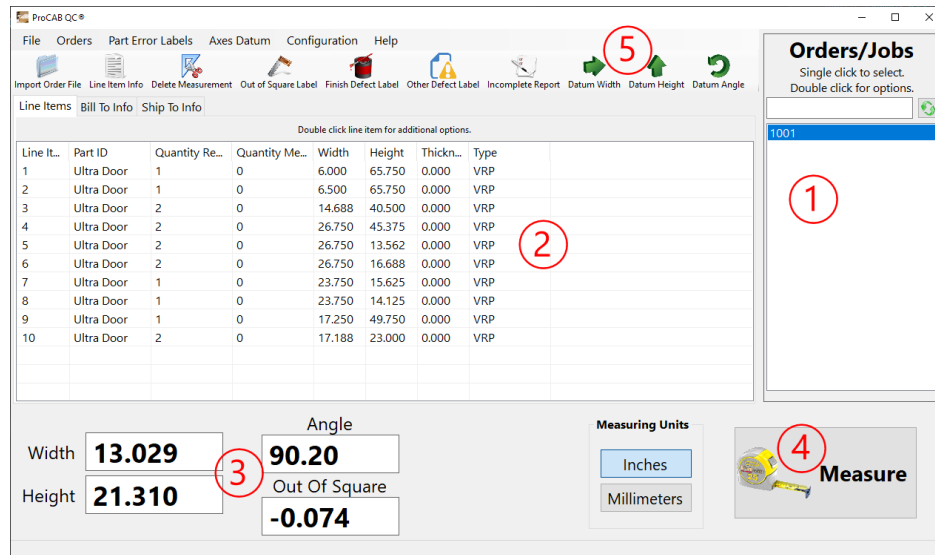 ProCAB QC®
File Orders Part Error Labels Axes Datum Configuration Help
Import Order File Line Item Info Delete Measurement Out of Square Label Finish Defect Label Other Defect Label Incomplete Report Datum Width Datum Height Datum Angle
5
Line Items Bill To Info Ship To Info
Double click line item for additional options.
Line It... Part ID Quantity Re... Quantity Me... Width Height Thickn... Type
1 Ultra Door 1 0 6.000 65.750 0.000 VRP
2 Ultra Door 1 0 6.500 65.750 0.000 VRP
3 Ultra Door 2 0 14.688 40.500 0.000 VRP
4 Ultra Door 2 0 26.750 45.375 0.000 VRP
5 Ultra Door 2 0 26.750 13.562 0.000 VRP
6 Ultra Door 2 0 26.750 16.688 0.000 VRP
7 Ultra Door 1 0 23.750 15.625 0.000 VRP
8 Ultra Door 1 0 23.750 14.125 0.000 VRP
9 Ultra Door 1 0 17.250 49.750 0.000 VRP
10 Ultra Door 2 0 17.188 23.000 0.000 VRP
2
Orders/Jobs
Single click to select.
Double click for options.
1001
1
Width 13.029
Height 21.310
3
Angle
90.20
Out Of Square
-0.074
Measuring Units
Inches
Millimeters
4
Measure